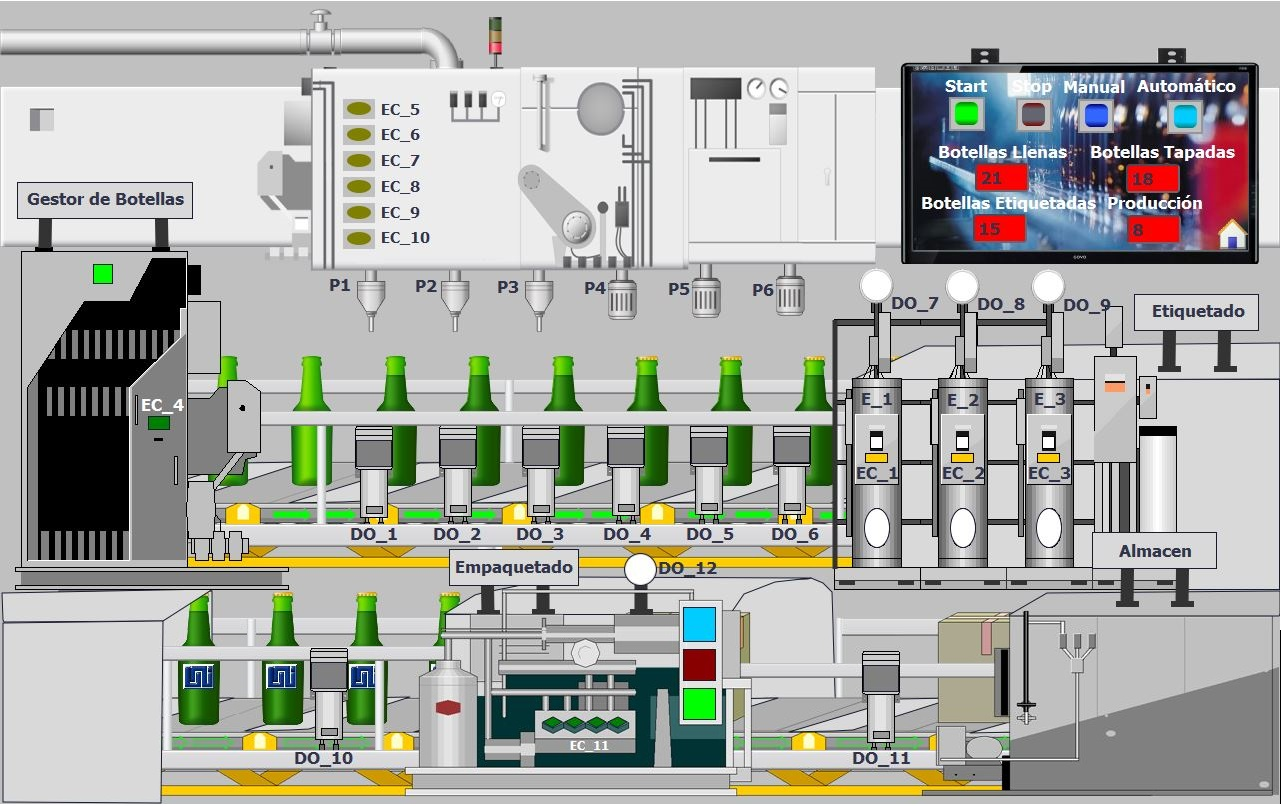 Start Stop Manual Automático
Botellas Llenas Botellas Tapadas
21 18
Botellas Etiquetadas Producción
15 8
GOVO
EC_5
EC_6
EC_7
EC_8
EC_9
EC_10
Gestor de Botellas
P1 P2 P3 P4 P5 P6
DO_7 DO_8 DO_9
Etiquetado
EC_4
E_1 E_2 E_3
EC_1 EC_2 EC_3
DO_1 DO_2 DO_3 DO_4 DO_5 DO_6
Almacen
Empaquetado
DO_12
EC_11
DO_10 DO_11